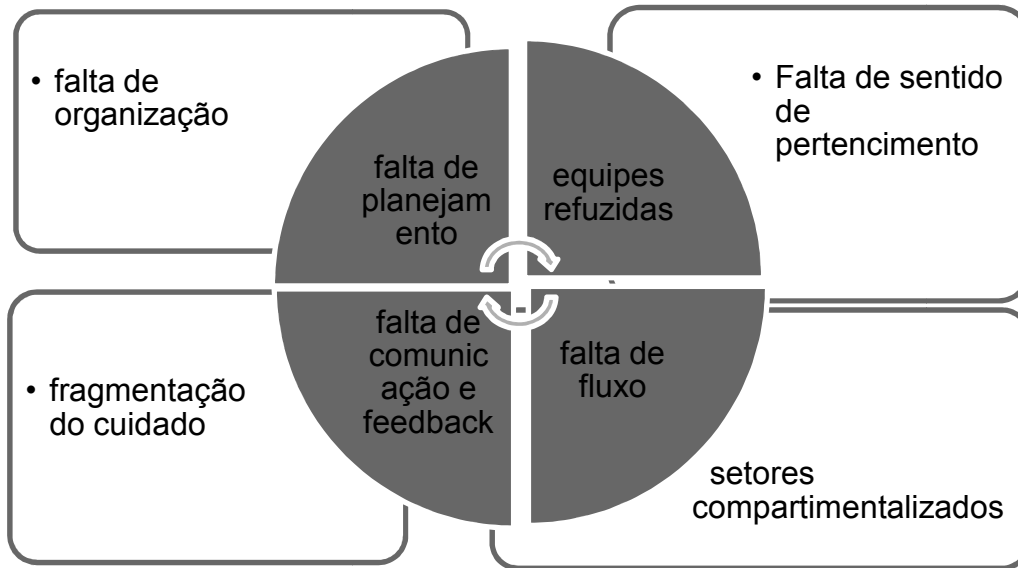 • falta de
organização
• Falta de sentido
de
pertencimento
falta de
planejam
ento
equipes
refuzidas
falta de
comunic
ação e
feedback
falta de
fluxo
• fragmentação
do cuidado
setores
compartimentalizados